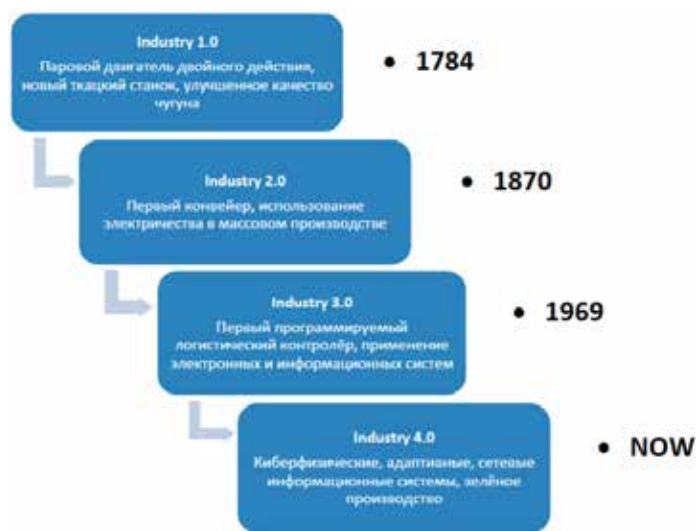 Industry 1.0
Паровой двигатель двойного действия,
новый ткацкий станок, улучшенное качество
чугуна
• 1784
Industry 2.0
Первый конвейер, использование
электричества в массовом производстве
• 1870
Industry 3.0
Первый программируемый
логистический контролёр, применение
электронных и информационных систем
• 1969
Industry 4.0
Киберфизические, адаптивные, сетевые
информационные системы, зелёное
производство
• NOW